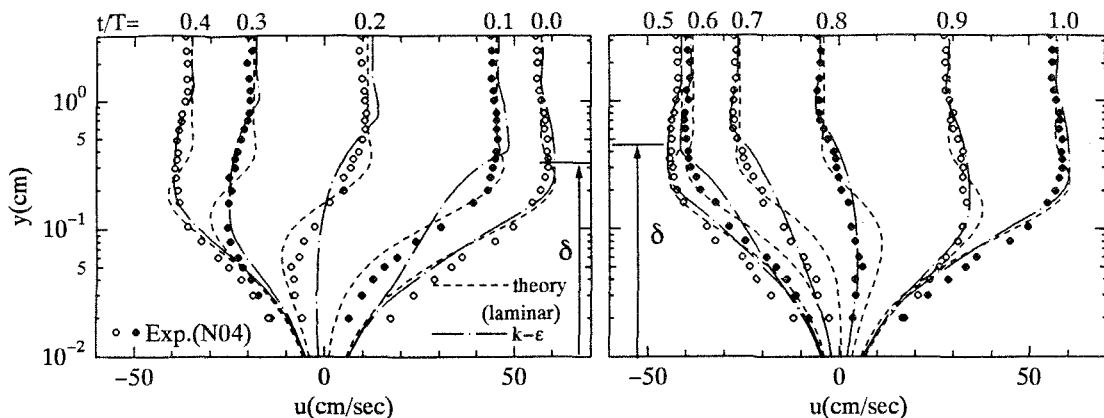 t/T= 0.4 0.3 0.2 0.1 0.0
0.5 0.6 0.7 0.8 0.9 1.0
y(cm)
10⁰
5
10⁻¹
5
10⁻²
δ
theory
(laminar)
k-ε
Exp.(N04)
-50 0 50
u(cm/sec)
δ
-50 0 50
u(cm/sec)